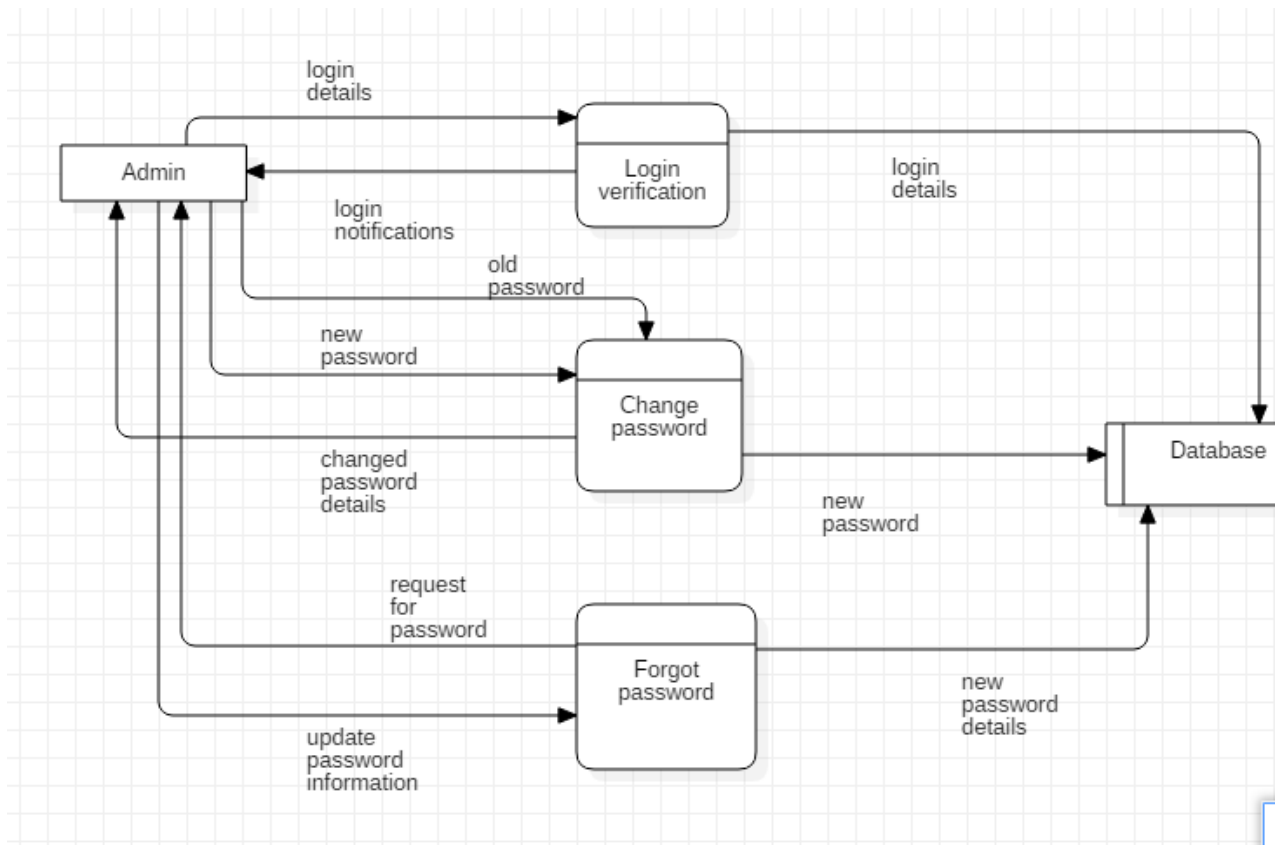 login
details
Admin
Login
verification
login
details
login
notifications
old
password
new
password
Change
password
changed
password
details
Database
new
password
request
for
password
Forgot
password
new
password
details
update
password
information